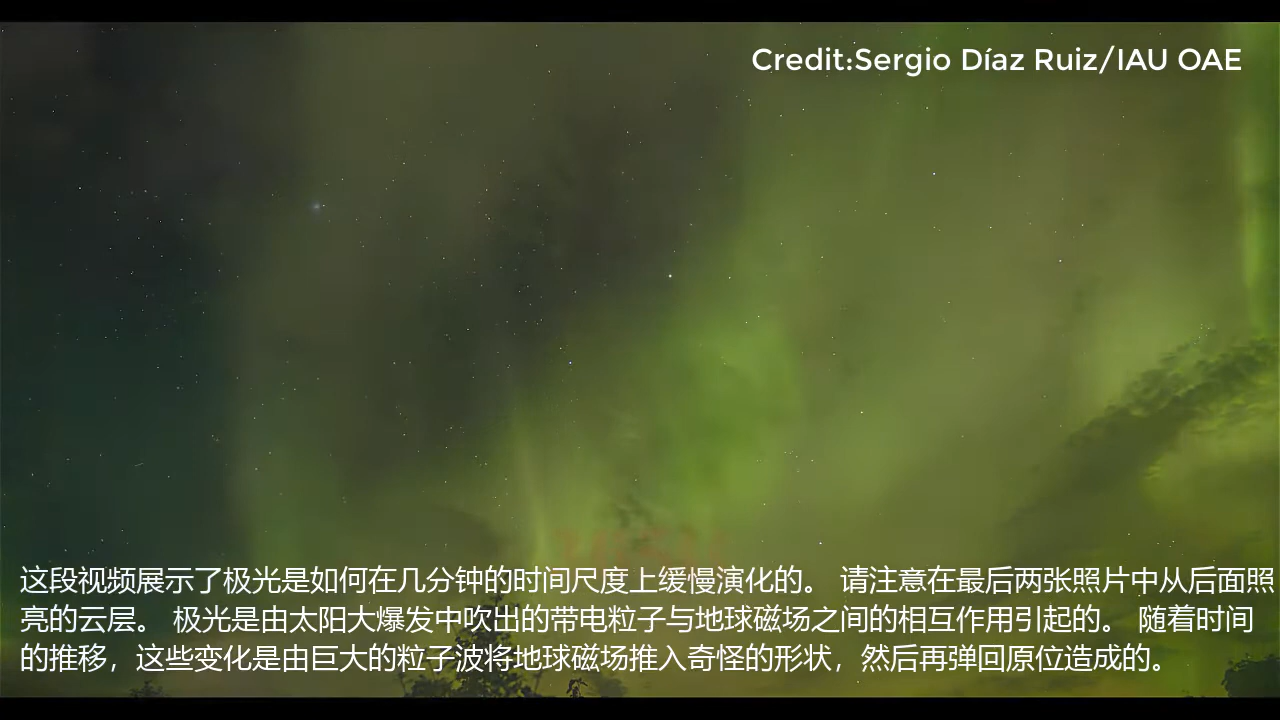 Credit:Sergio Díaz Ruiz/IAU OAE
这段视频展示了极光是如何在几分钟的时间尺度上缓慢演化的。 请注意在最后两张照片中从后面照
亮的云层。 极光是由太阳大爆发中吹出的带电粒子与地球磁场之间的相互作用引起的。 随着时间
的推移，这些变化是由巨大的粒子波将地球磁场推入奇怪的形状，然后再弹回原位造成的。